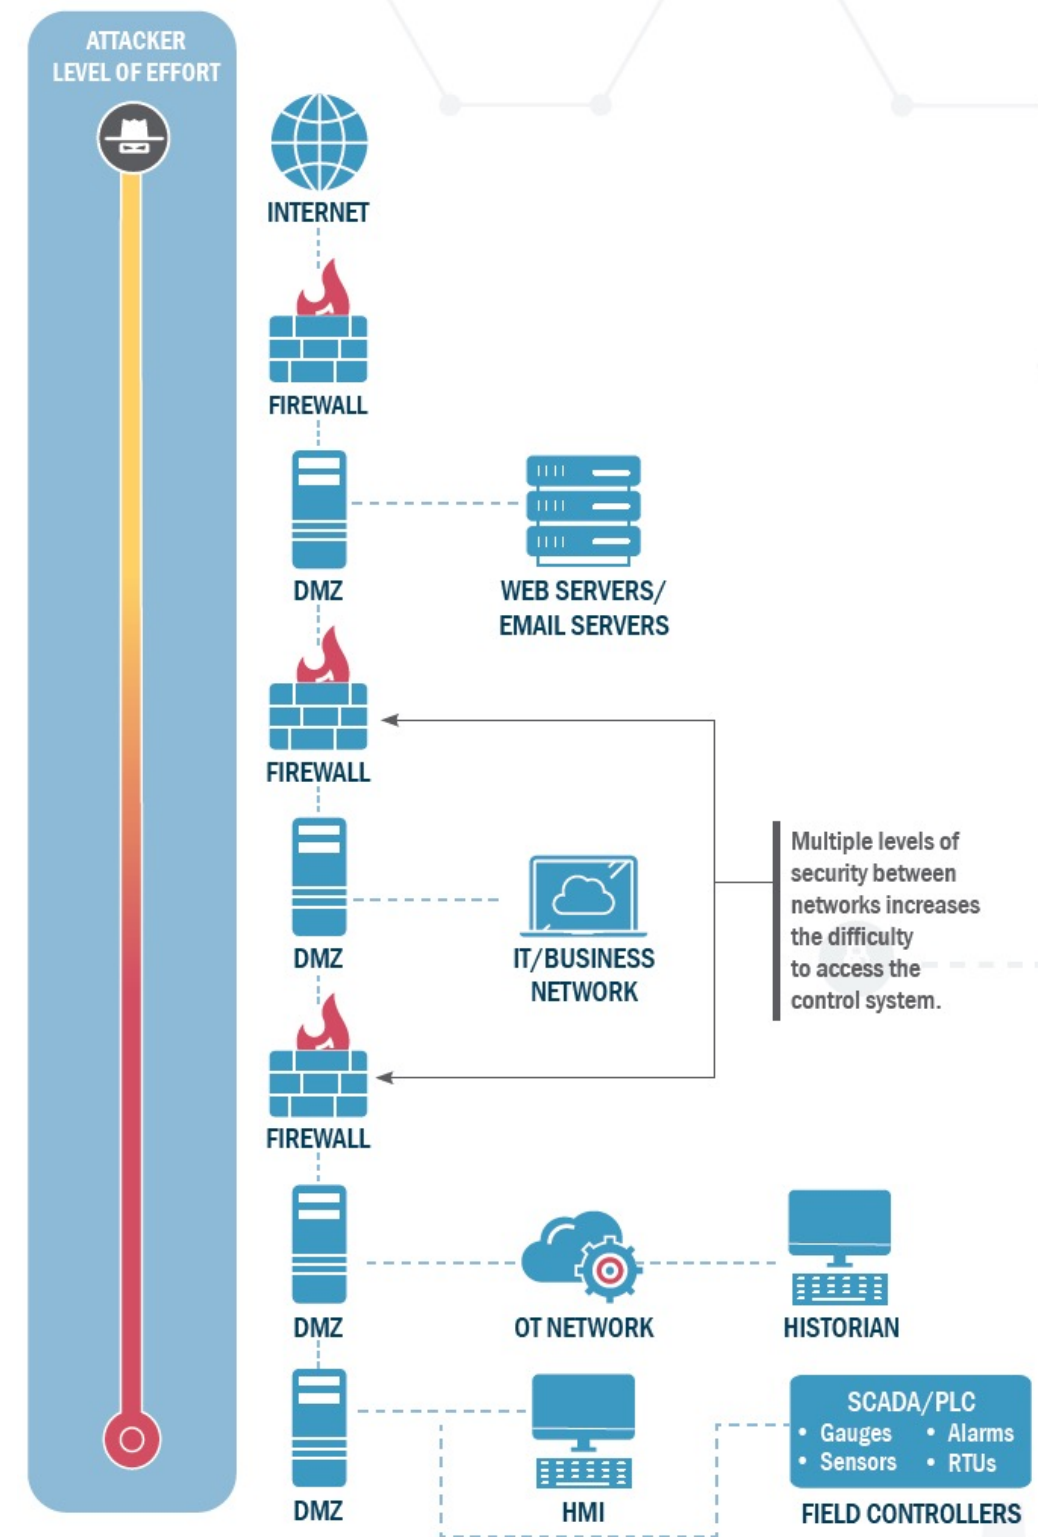 ATTACKER
LEVEL OF EFFORT
INTERNET
FIREWALL
DMZ
WEB SERVERS/
EMAIL SERVERS
FIREWALL
DMZ
IT/BUSINESS
NETWORK
Multiple levels of
security between
networks increases
the difficulty
to access the
control system.
FIREWALL
DMZ
OT NETWORK
HISTORIAN
DMZ
HMI
SCADA/PLC
• Gauges • Alarms
• Sensors • RTUs
FIELD CONTROLLERS